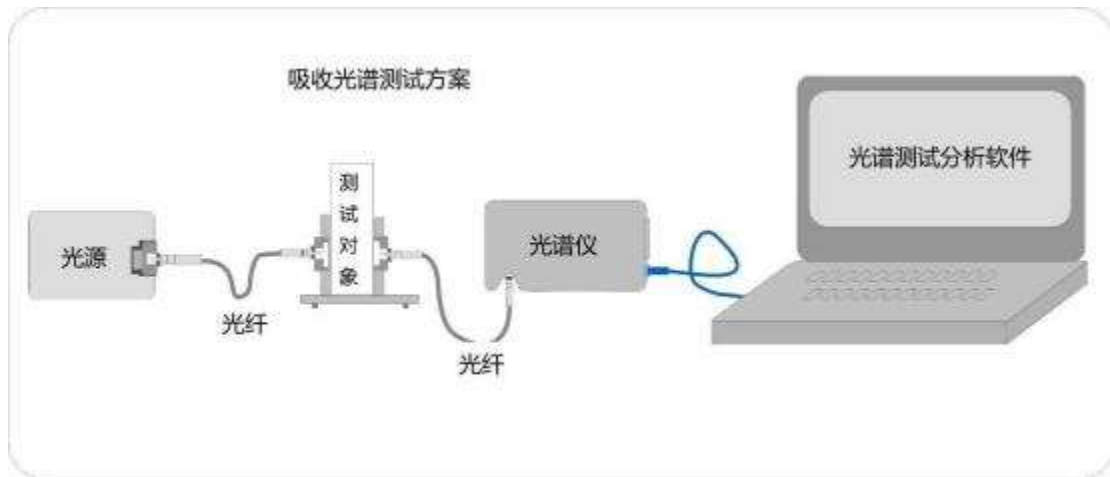 吸收光谱测试方案
光谱测试分析软件
测试对象
光源
光谱仪
光纤
光纤